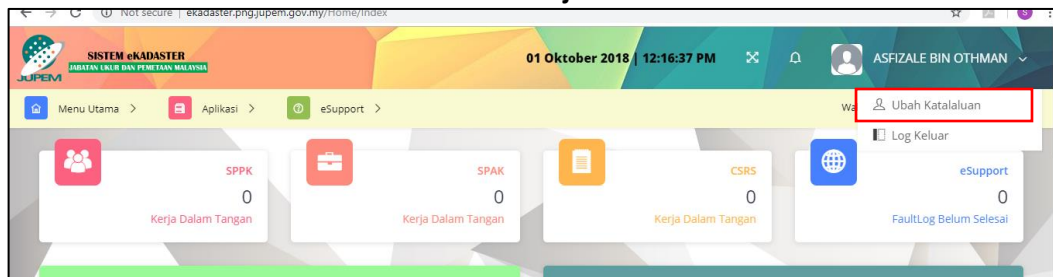 Not secure | ekadaster.png.jupem.gov.my/Home/Index
S
JUPEM
SISTEM eKADASTER
JABATAN UKUR DAN PEMETAAN MALAYSIA
01 Oktober 2018 | 12:16:37 PM
ASFIZALE BIN OTHMAN
Menu Utama >
Aplikasi >
eSupport >
Wa
Ubah Katalaluan
Log Keluar
SPPK
0
Kerja Dalam Tangan
SPAK
0
Kerja Dalam Tangan
CSRS
0
Kerja Dalam Tangan
eSupport
0
FaultLog Belum Selesai